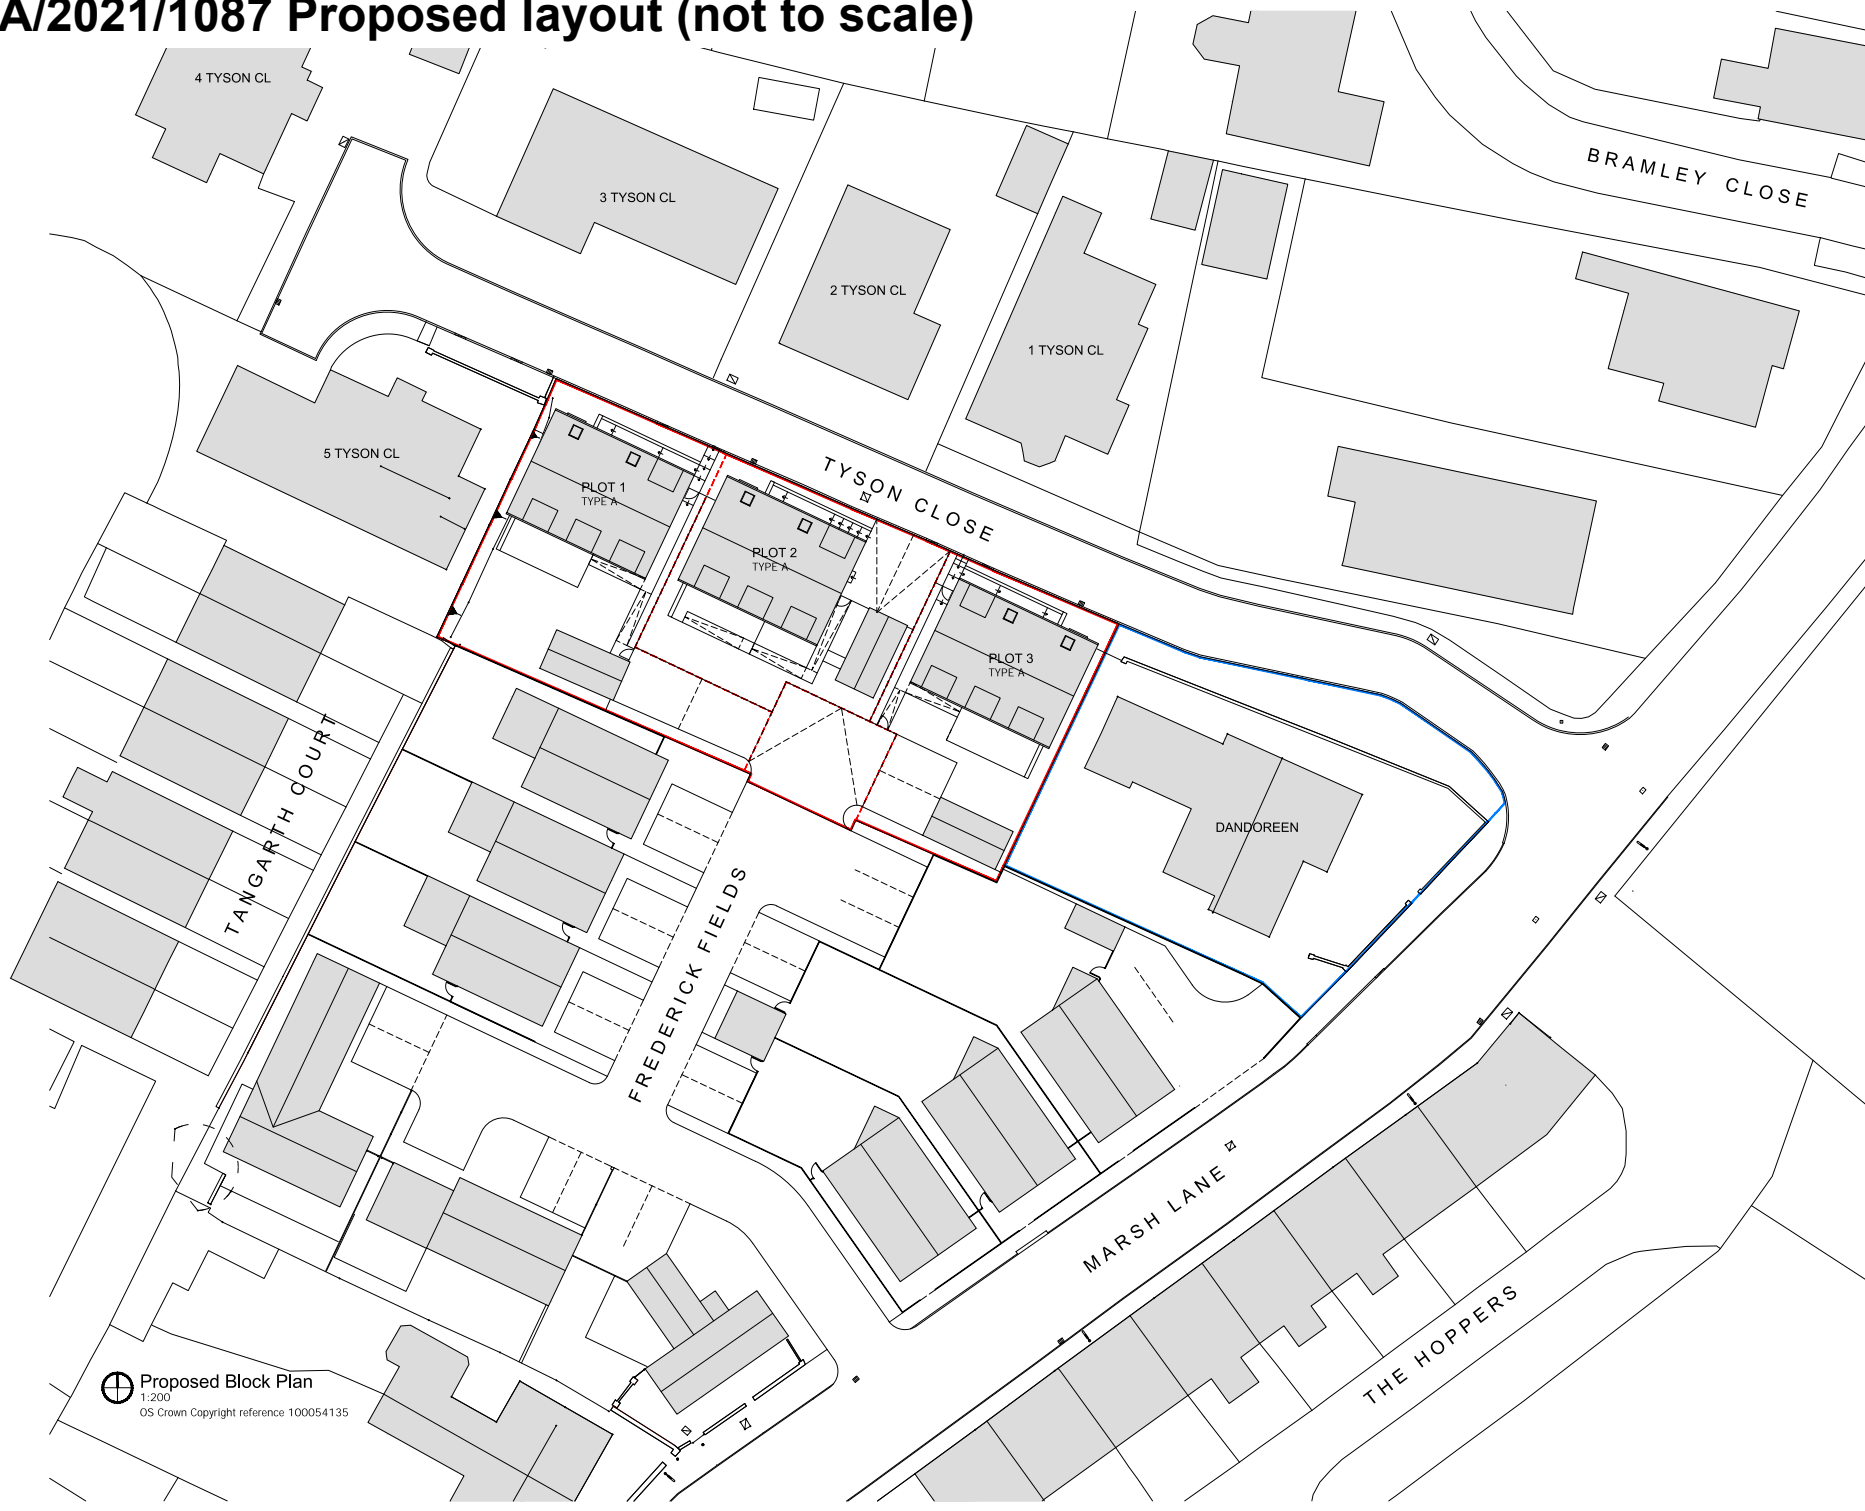 A/2021/1087 Proposed layout (not to scale)
4 TYSON CL
3 TYSON CL
BRAMLEY CLOSE
2 TYSON CL
1 TYSON CL
5 TYSON CL
TYSON CLOSE
PLOT 1
TYPE A
PLOT 2
TYPE A
PLOT 3
TYPE A
TANGARTH COURT
DANDOREEN
FREDERICK FIELDS
MARSH LANE
THE HOPPERS
Proposed Block Plan
1:200
OS Crown Copyright reference 100054135